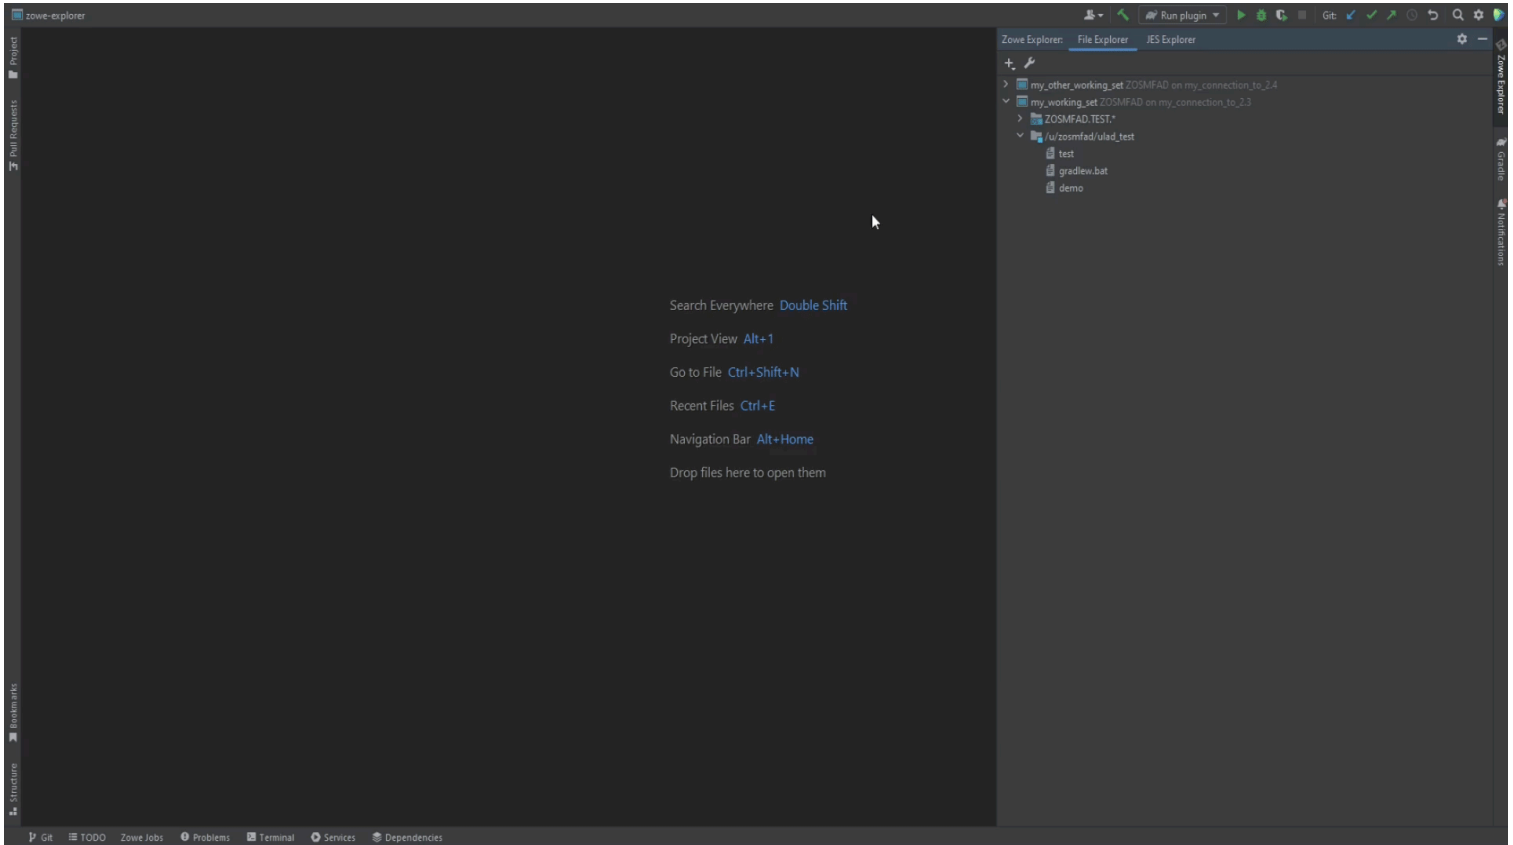 zowe-explorer
Run plugin
Git:
Project
Pull Requests
Bookmarks
Structure
Search Everywhere Double Shift
Project View Alt+1
Go to File Ctrl+Shift+N
Recent Files Ctrl+E
Navigation Bar Alt+Home
Drop files here to open them
Zowe Explorer: File Explorer JES Explorer
my_other_working_set ZOSMFAD on my_connection_to_2.4
my_working_set ZOSMFAD on my_connection_to_2.3
ZOSMFAD.TEST.*
/u/zosmfad/ulad_test
test
gradlew.bat
demo
Zowe Explorer
Gradle
Notifications
Git TODO Zowe Jobs Problems Terminal Services Dependencies